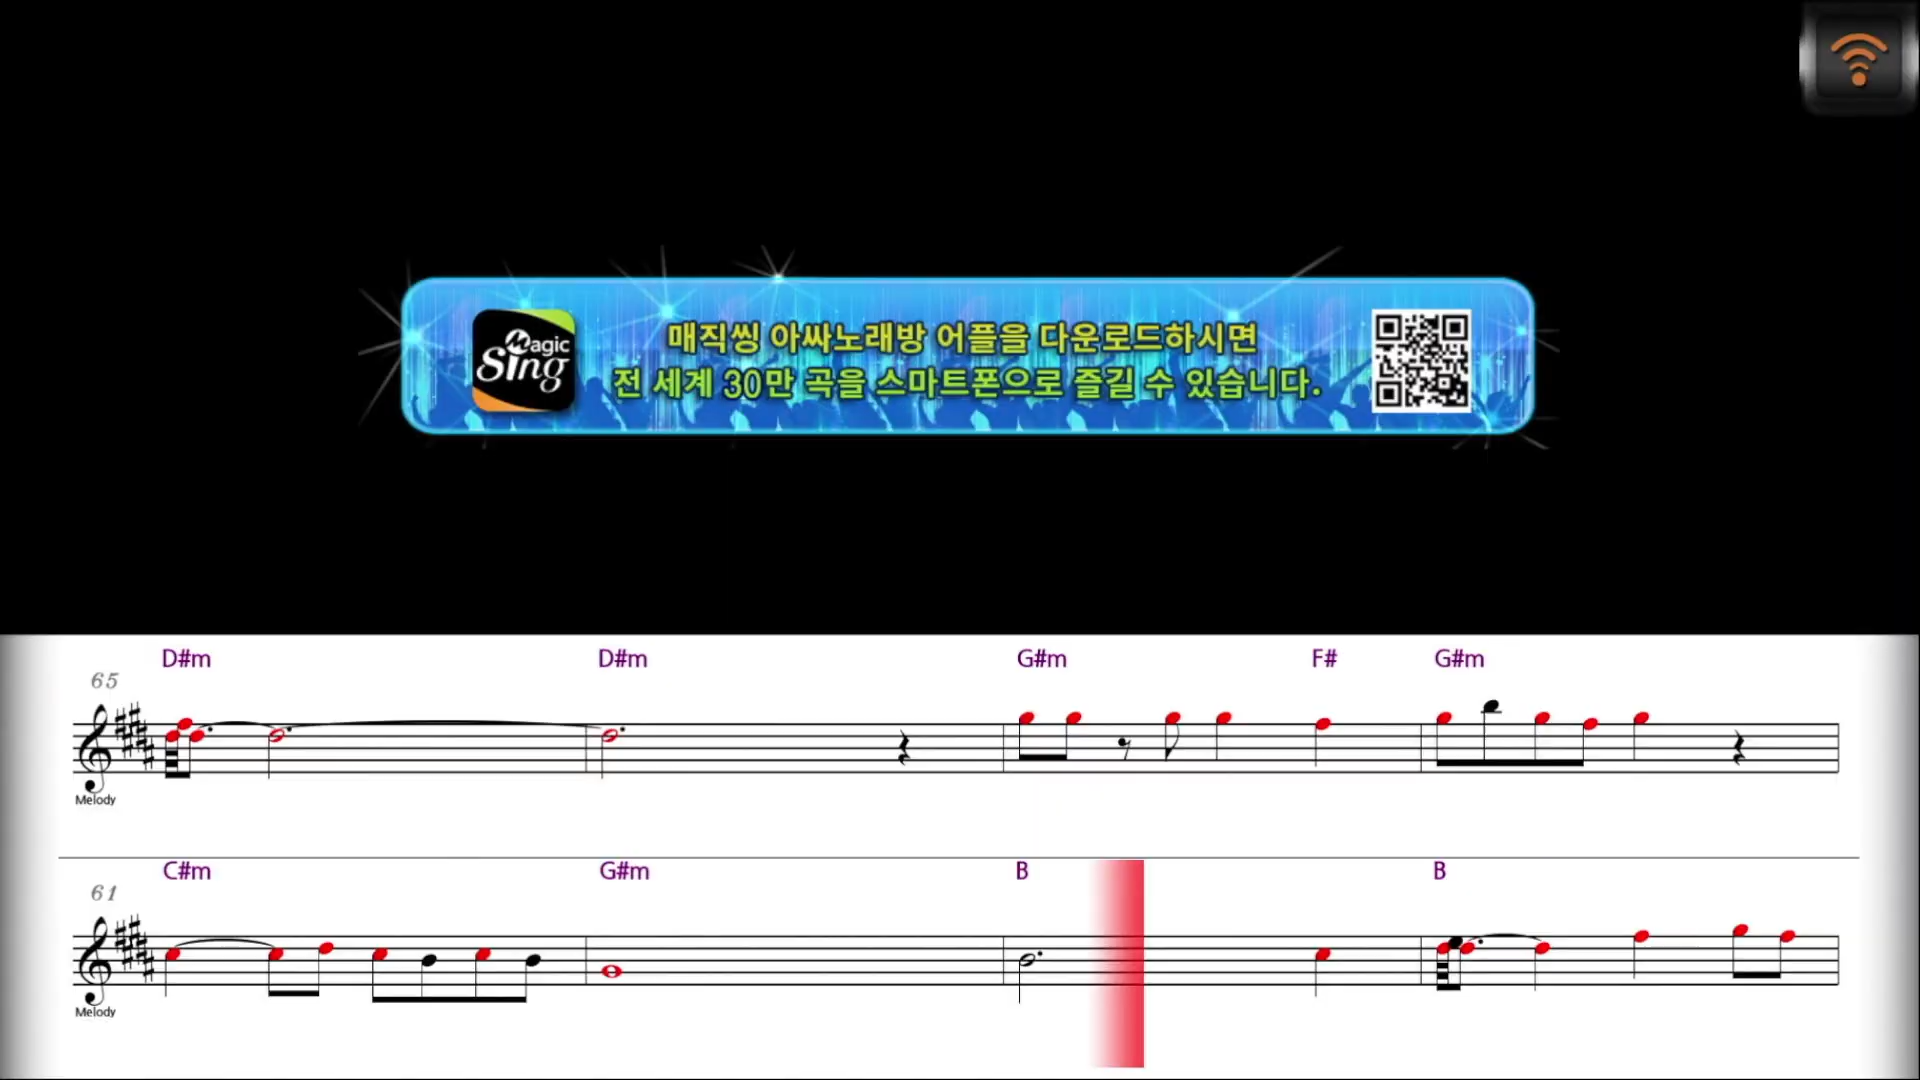 Magic
Sing
매직씽 아싸노래방 어플을 다운로드하시면
전 세계 30만 곡을 스마트폰으로 즐길 수 있습니다.
D#m D#m G#m F# G#m
65
Melody
C#m G#m B B
61
Melody